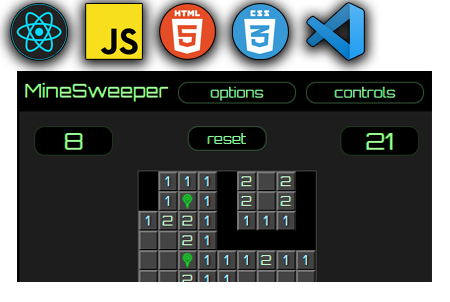 JS HTML 5 CSS 3
MineSweeper options controls
8 reset 21
1 1 1 2 2
1 1 2 2
1 2 2 1 1 1 1
2 1
1 1 1 2 1 1
2 1 1